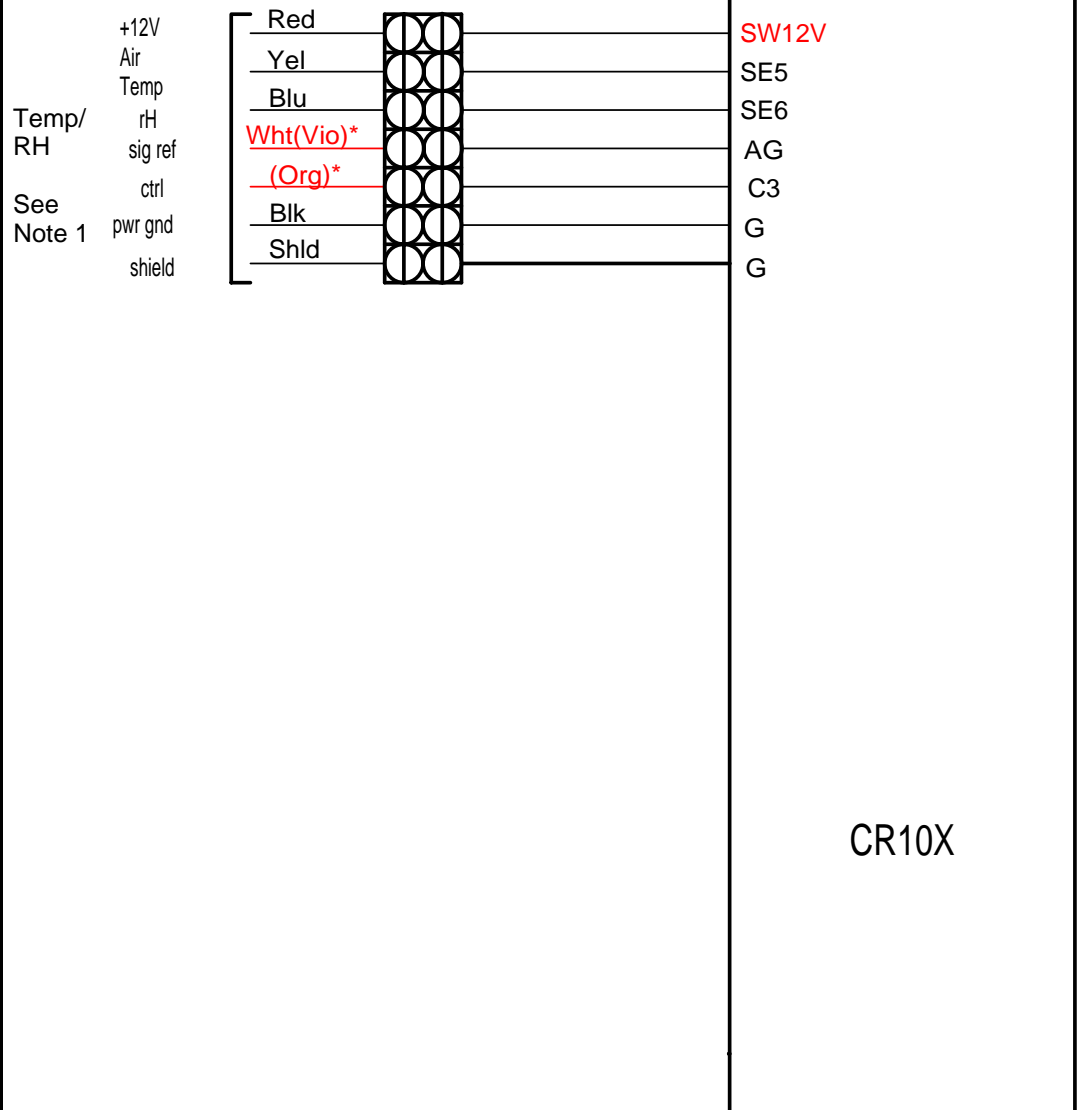 Temp/
RH
See
Note 1
+12V
Air
Temp
rH
sig ref
ctrl
pwr gnd
shield
Red
Yel
Blu
Wht(Vio)*
(Org)*
Blk
Shld
SW12V
SE5
SE6
AG
C3
G
G
CR10X